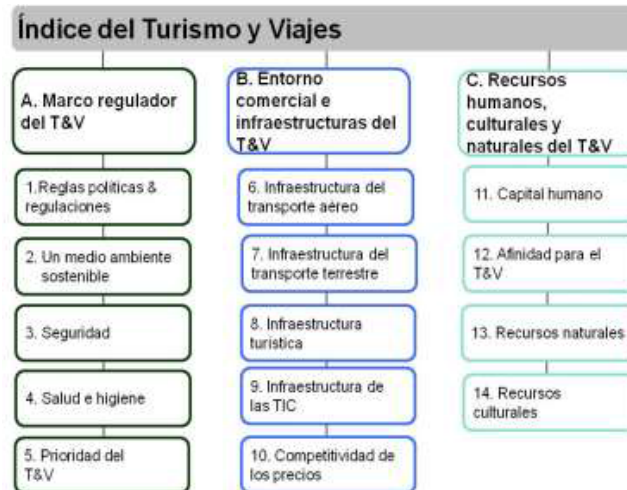 Índice del Turismo y Viajes
A. Marco regulador
del T&V
1.Reglas políticas &
regulaciones
2. Un medio ambiente
sostenible
3. Seguridad
4. Salud e higiene
5. Prioridad del
T&V
B. Entorno
comercial e
infraestructuras del
T&V
6. Infraestructura del
transporte aéreo
7. Infraestructura del
transporte terrestre
8. Infraestructura
turística
9. Infraestructura de
las TIC
10. Competitividad de
los precios
C. Recursos
humanos,
culturales y
naturales del T&V
11. Capital humano
12. Afinidad para el
T&V
13. Recursos naturales
14. Recursos
culturales